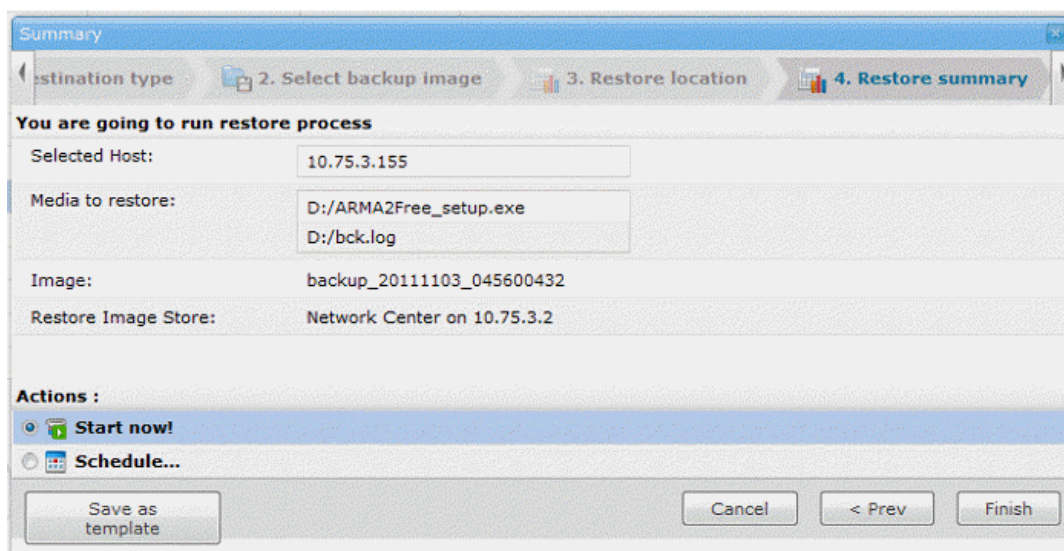 Summary
estination type
2. Select backup image
3. Restore location
4. Restore summary
You are going to run restore process
Selected Host:
10.75.3.155
Media to restore:
D:/ARMA2Free_setup.exe
D:/bck.log
Image:
backup_20111103_045600432
Restore Image Store:
Network Center on 10.75.3.2
Actions :
Start now!
Schedule...
Save as
template
Cancel
< Prev
Finish